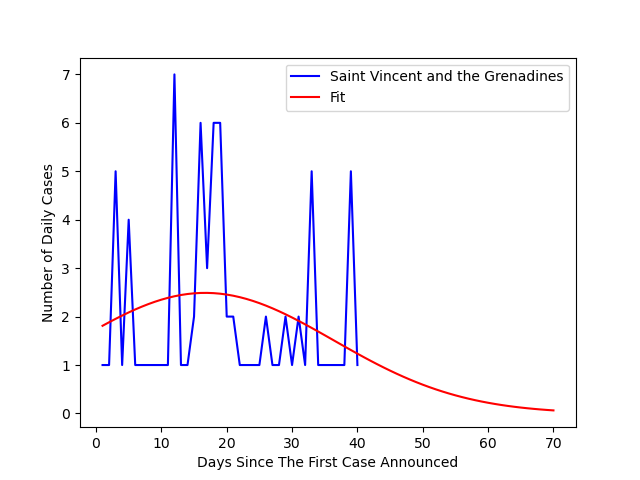 Saint Vincent and the Grenadines
Fit
Number of Daily Cases
7
6
5
4
3
2
1
0
0 10 20 30 40 50 60 70
Days Since The First Case Announced